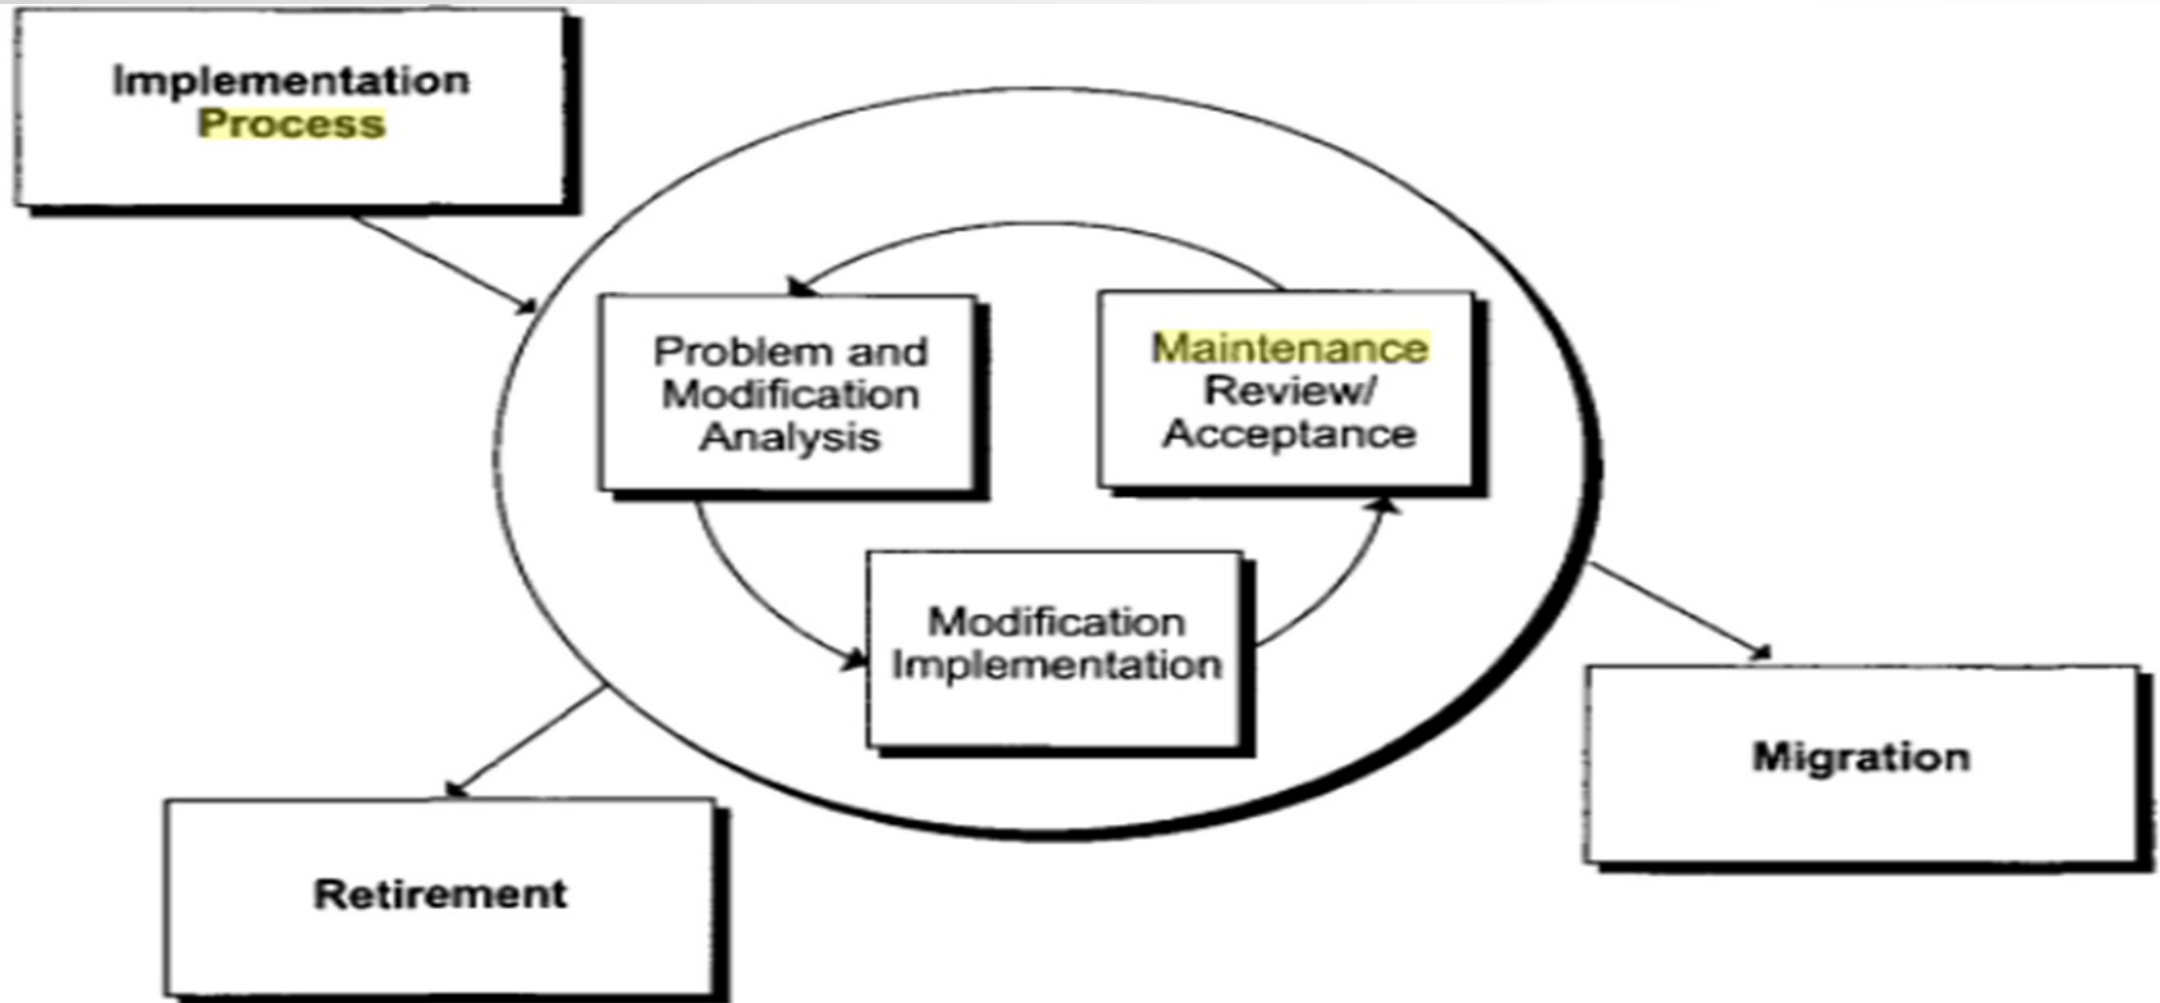 Implementation
Process
Problem and
Modification
Analysis
Maintenance
Review/
Acceptance
Modification
Implementation
Migration
Retirement